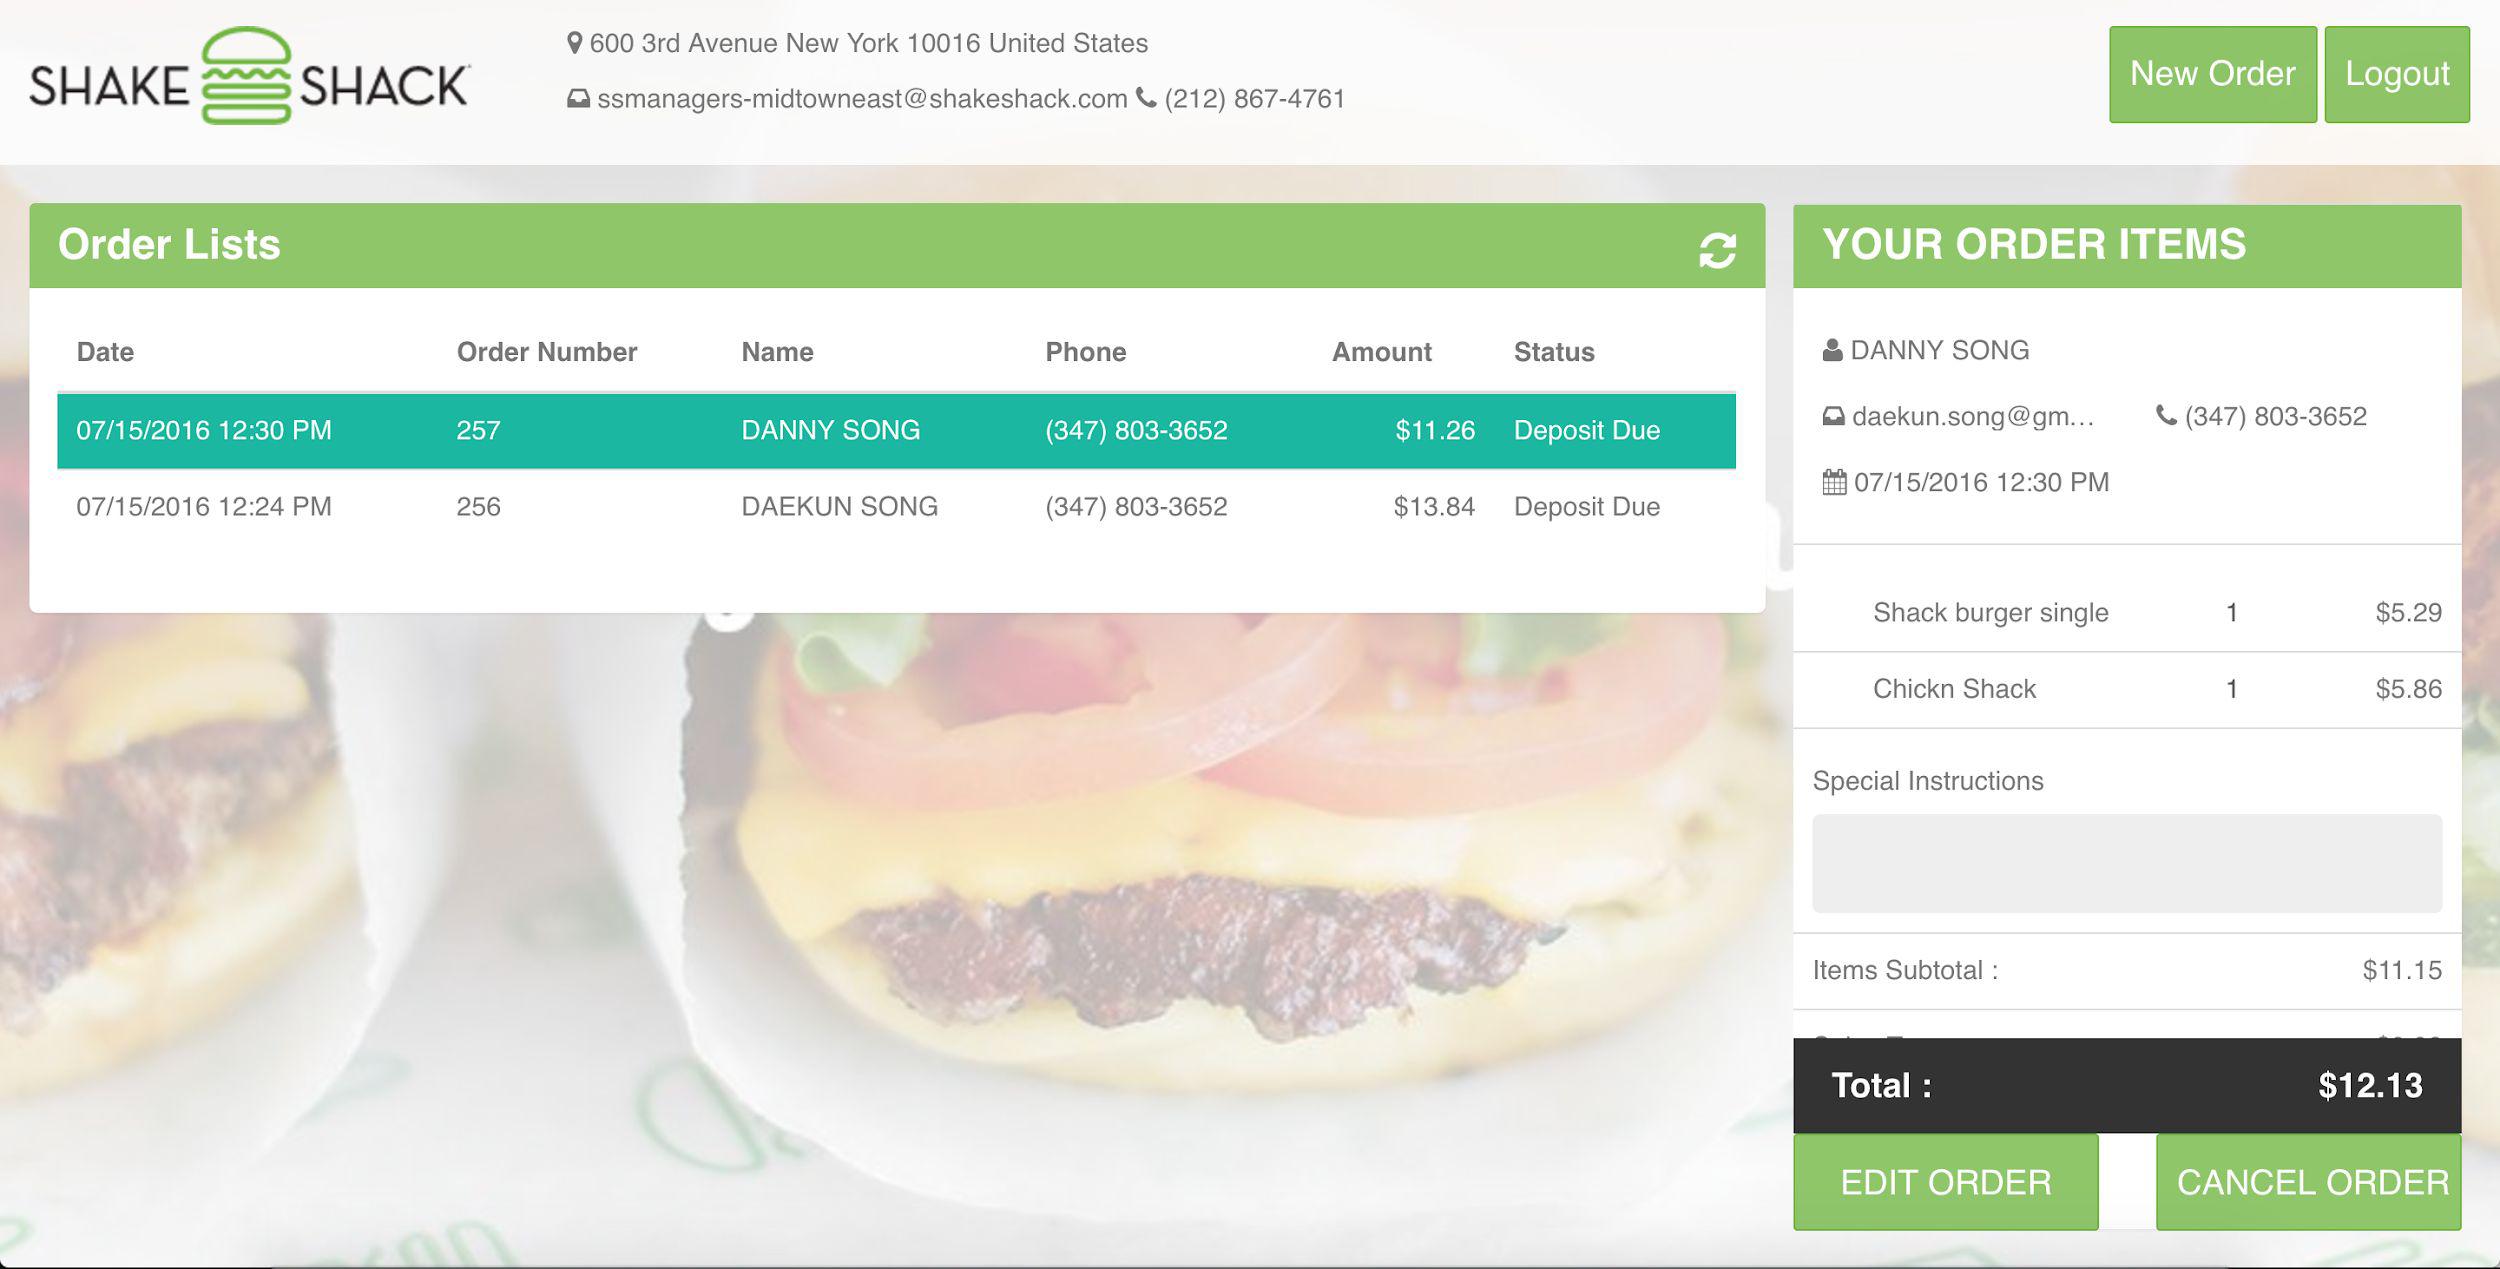 SHAKE SHACK
600 3rd Avenue New York 10016 United States
ssmanagers-midtowneast@shakeshack.com (212) 867-4761
New Order
Logout
Order Lists
Date Order Number Name Phone Amount Status
07/15/2016 12:30 PM 257 DANNY SONG (347) 803-3652 $11.26 Deposit Due
07/15/2016 12:24 PM 256 DAEKUN SONG (347) 803-3652 $13.84 Deposit Due
YOUR ORDER ITEMS
DANNY SONG
daekun.song@gm... (347) 803-3652
07/15/2016 12:30 PM
Shack burger single 1 $5.29
Chickn Shack 1 $5.86
Special Instructions
Items Subtotal : $11.15
Total : $12.13
EDIT ORDER
CANCEL ORDER